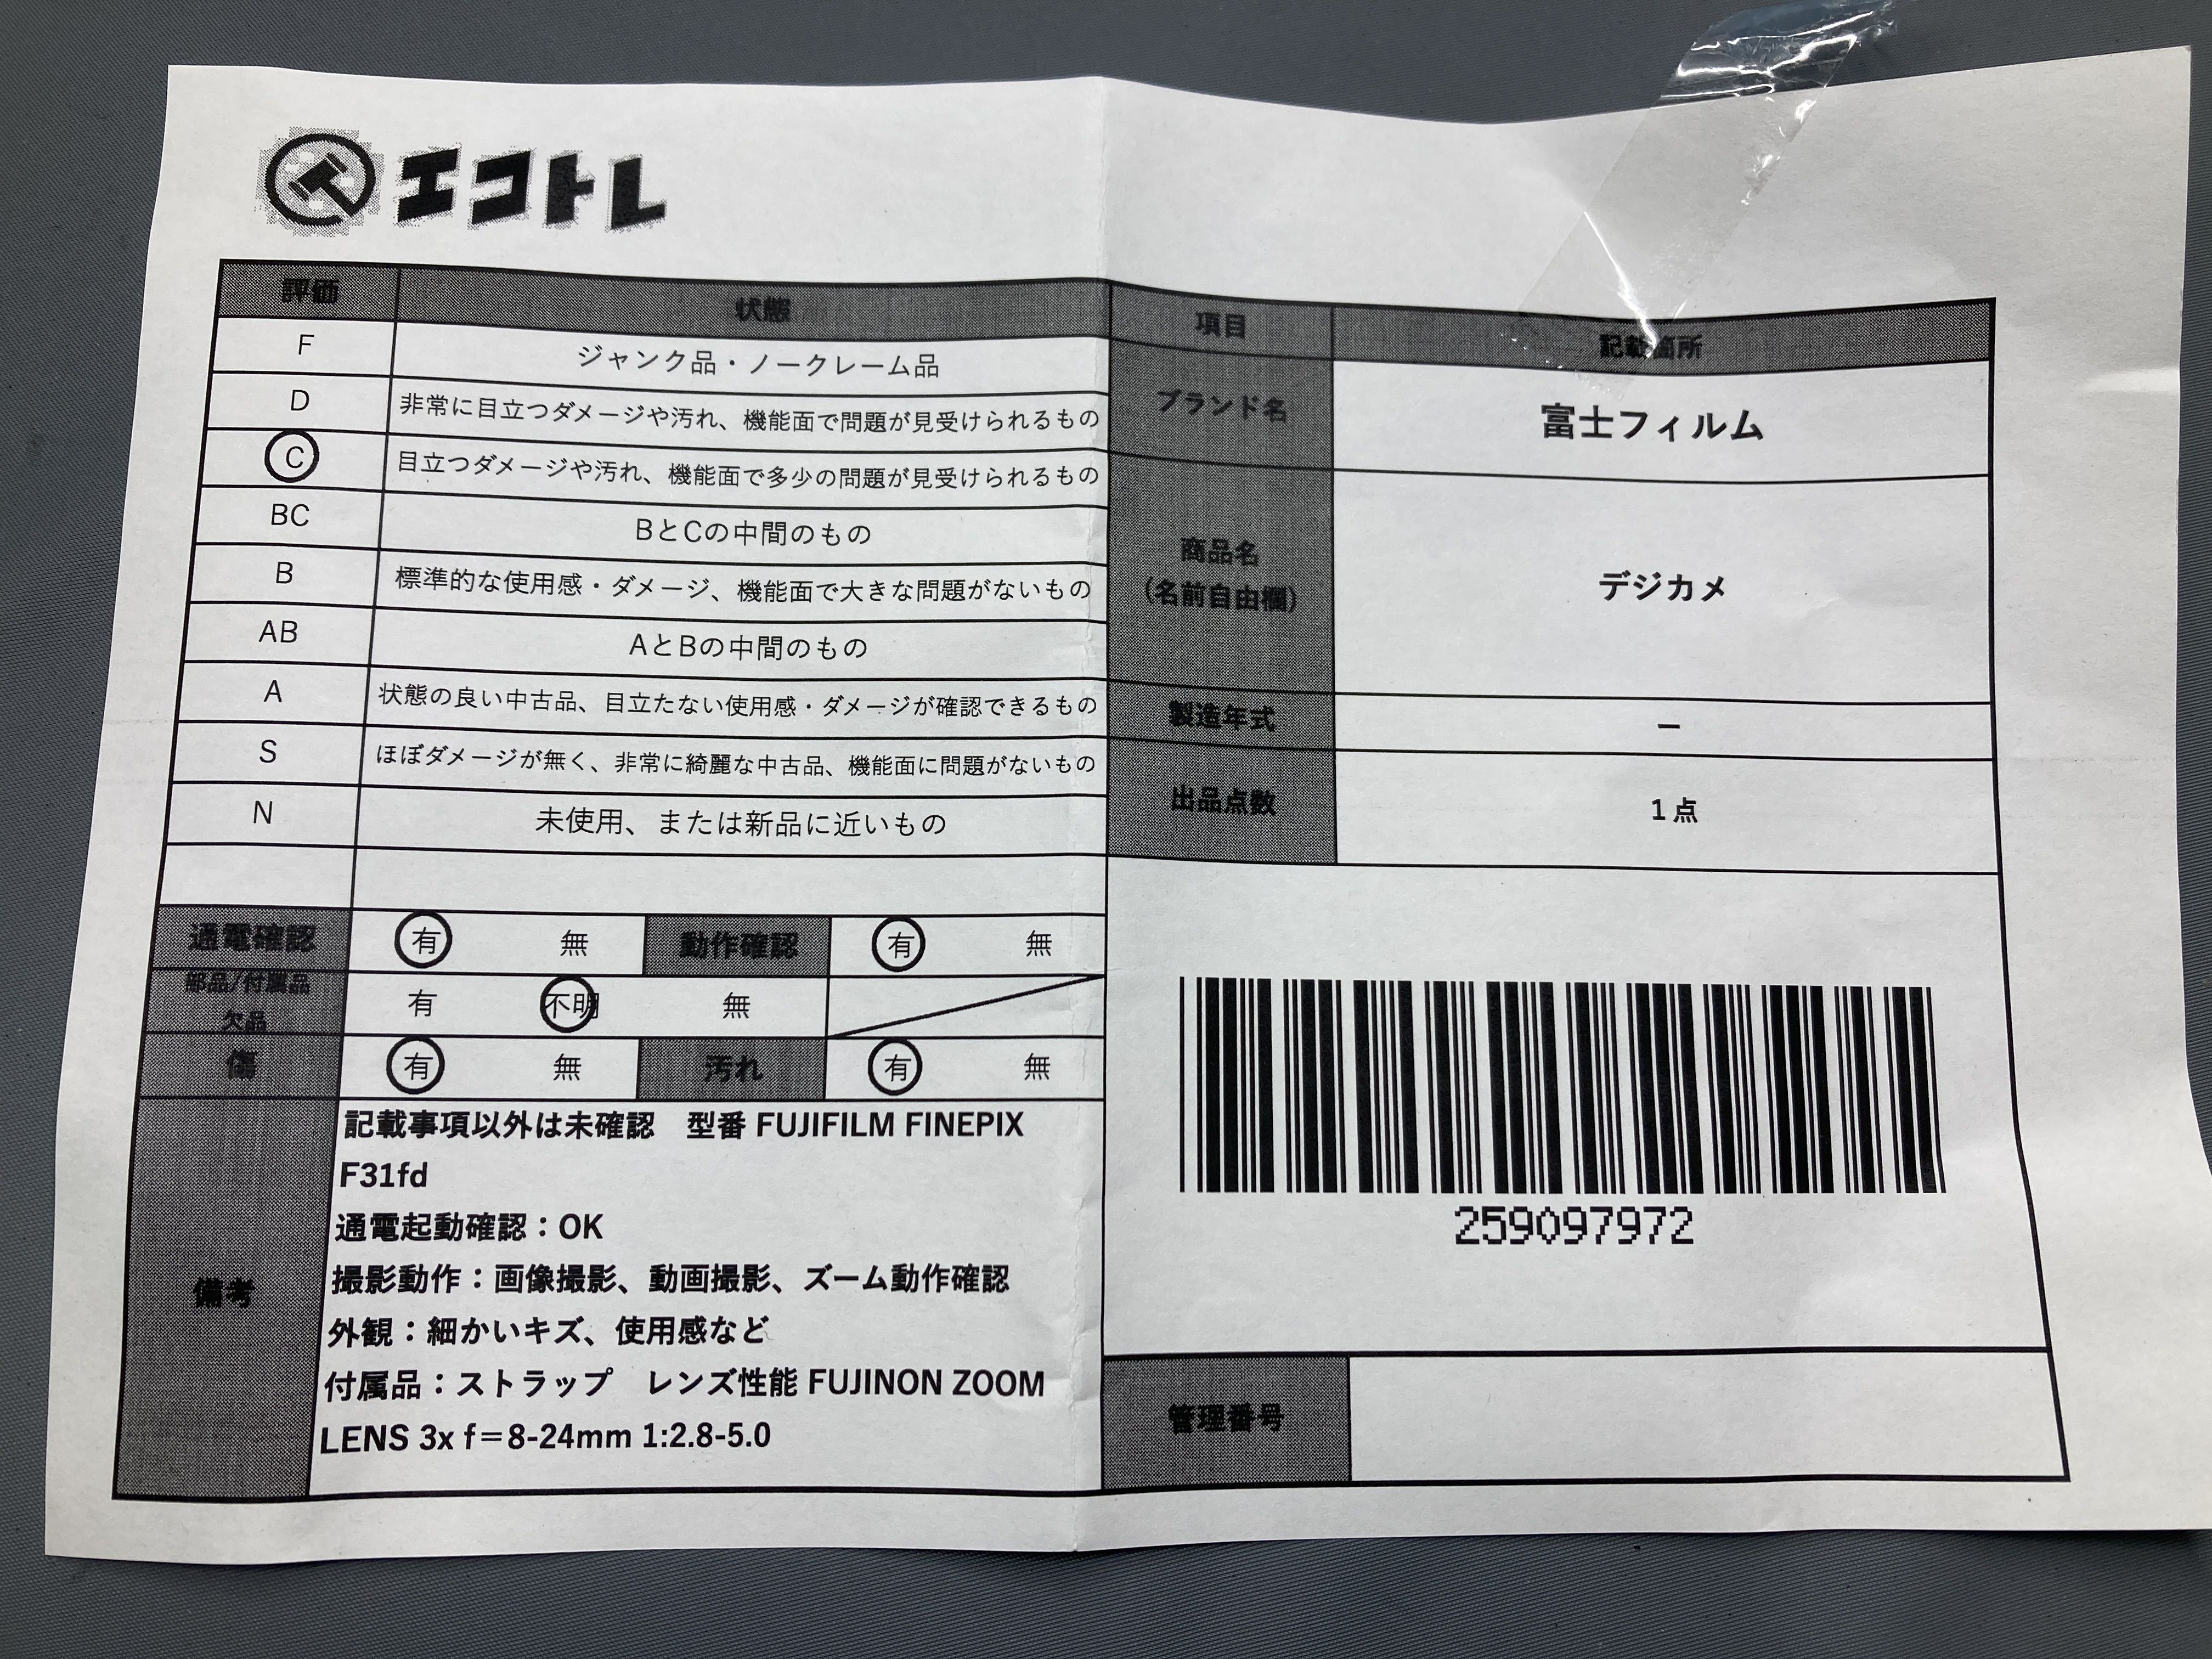 エコトレ
評価 状態
F ジャンク品・ノークレーム品
D 非常に目立つダメージや汚れ、機能面で問題が見受けられるもの
C 目立つダメージや汚れ、機能面で多少の問題が見受けられるもの
BC BとCの中間のもの
B 標準的な使用感・ダメージ、機能面で大きな問題がないもの
AB AとBの中間のもの
A 状態の良い中古品、目立たない使用感・ダメージが確認できるもの
S ほぼダメージが無く、非常に綺麗な中古品、機能面に問題がないもの
N 未使用、または新品に近いもの
通電確認 有 無 動作確認 有 無
部品/付属品
欠品 有 不明 無
傷 有 無 汚れ 有 無
備考
記載事項以外は未確認 型番 FUJIFILM FINEPIX
F31fd
通電起動確認：OK
撮影動作：画像撮影、動画撮影、ズーム動作確認
外観：細かいキズ、使用感など
付属品：ストラップ レンズ性能 FUJINON ZOOM
LENS 3x f＝8-24mm 1:2.8-5.0
項目 記載箇所
ブランド名 富士フィルム
商品名
（名前自由欄） デジカメ
製造年式 ー
出品点数 1点
259097972
管理番号